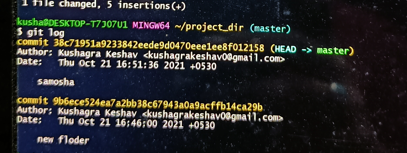 1 file changed, 5 insertions(+)
kusha@DESKTOP-T7J07U1 MINGW64 ~/project_dir (master)
$ git log
commit 38c71951a9233842eede9d0470eee1ee8f012158 (HEAD -> master)
Author: Kushagra Keshav <kushagrakeshav0@gmail.com>
Date: Thu Oct 21 16:51:36 2021 +0530
samosha
commit 9b6ece524ea7a2bb38c67943a0a9acffb14ca29b
Author: Kushagra Keshav <kushagrakeshav0@gmail.com>
Date: Thu Oct 21 16:46:00 2021 +0530
new floder